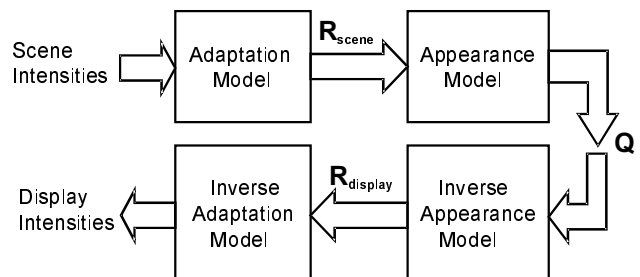 Scene
Intensities
Adaptation
Model
Rscene
Appearance
Model
Q
Display
Intensities
Inverse
Adaptation
Model
Rdisplay
Inverse
Appearance
Model